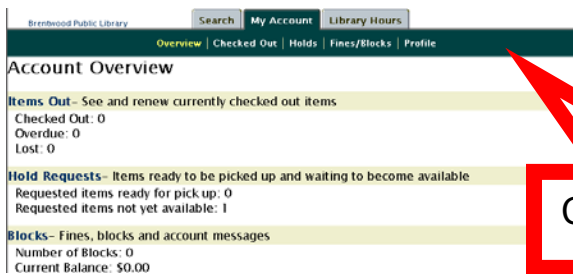 Brentwood Public Library
Search My Account Library Hours
Overview | Checked Out | Holds | Fines/Blocks | Profile
Account Overview
Items Out- See and renew currently checked out items
Checked Out: 0
Overdue: 0
Lost: 0
Hold Requests- Items ready to be picked up and waiting to become available
Requested items ready for pick up: 0
Requested items not yet available: 1
Blocks- Fines, blocks and account messages
Number of Blocks: 0
Current Balance: $0.00